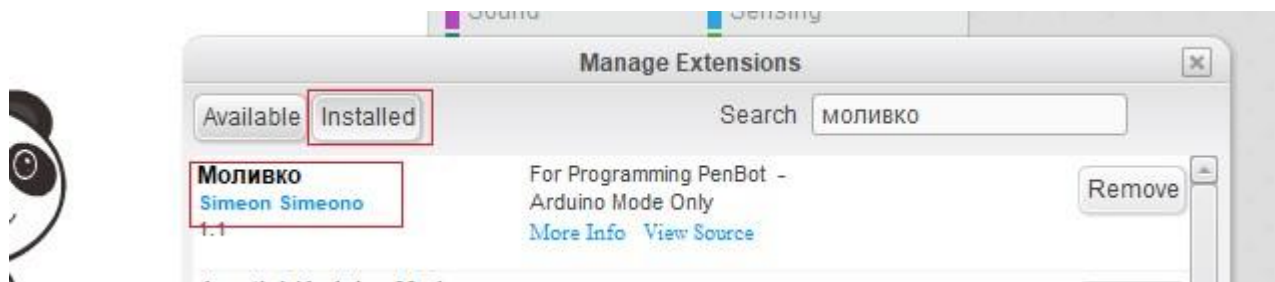 Sound Sensing
Manage Extensions
Available Installed Search моливко
Моливко For Programming PenBot -
Simeon Simeono Arduino Mode Only
1.1 More Info View Source
Remove